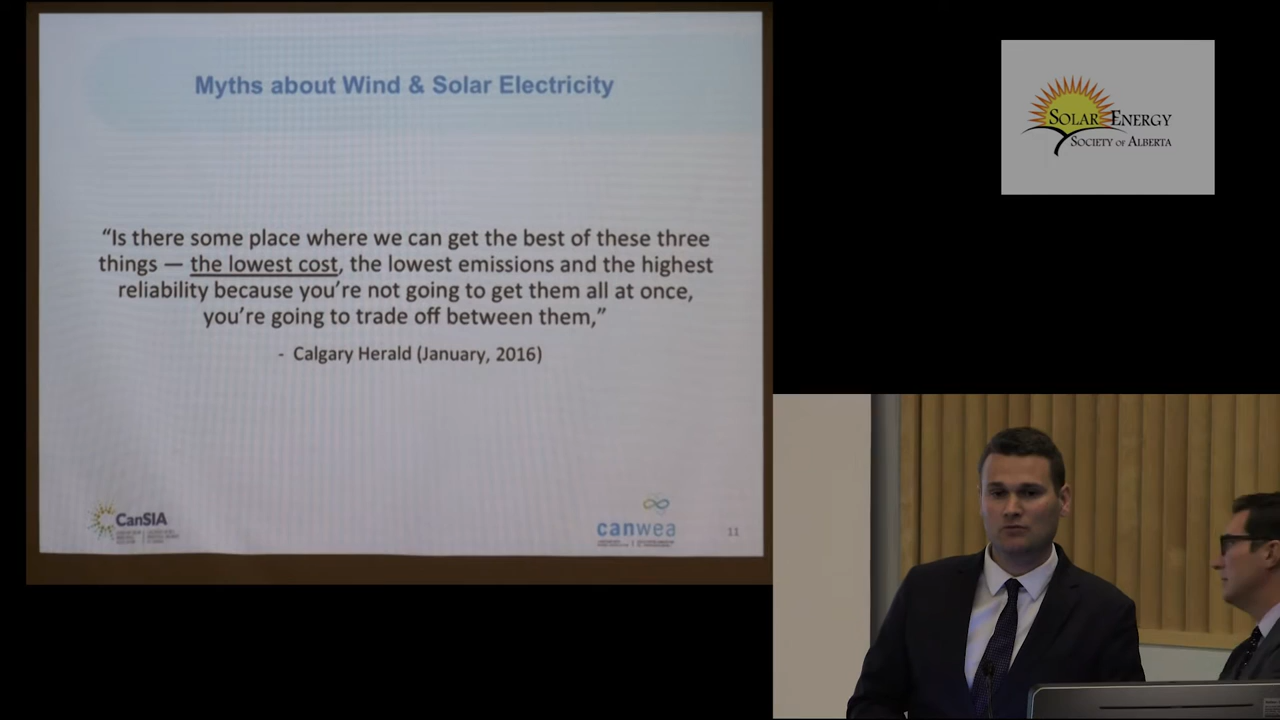 Myths about Wind & Solar Electricity
“Is there some place where we can get the best of these three
things — the lowest cost, the lowest emissions and the highest
reliability because you’re not going to get them all at once,
you’re going to trade off between them,”
- Calgary Herald (January, 2016)
CanSIA
canwea
11
SOLAR ENERGY
SOCIETY OF ALBERTA